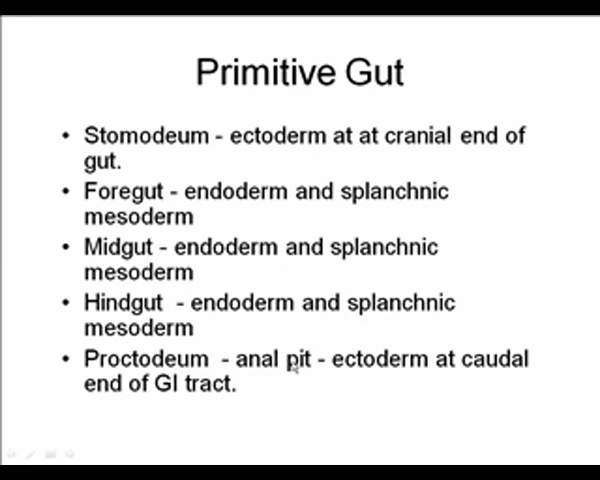 Primitive Gut
• Stomodeum - ectoderm at at cranial end of
gut.
• Foregut - endoderm and splanchnic
mesoderm
• Midgut - endoderm and splanchnic
mesoderm
• Hindgut - endoderm and splanchnic
mesoderm
• Proctodeum - anal pit - ectoderm at caudal
end of GI tract.